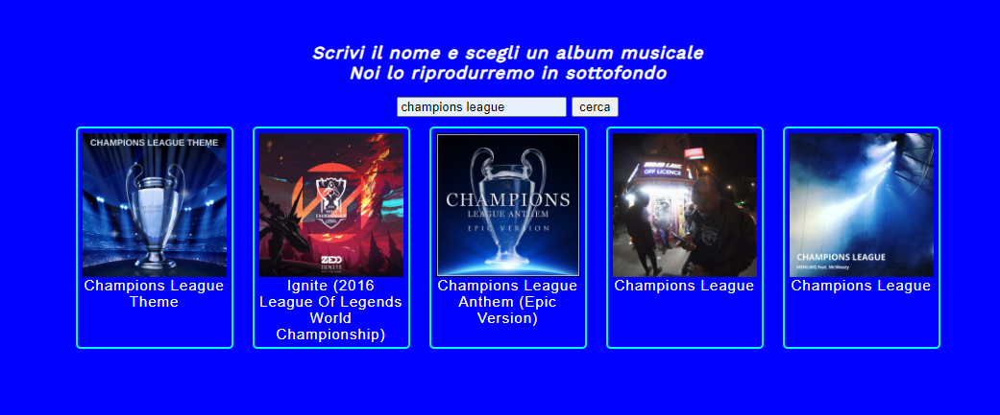 Scrivi il nome e scegli un album musicale
Noi lo riprodurremo in sottofondo
champions league
cerca
CHAMPIONS LEAGUE THEME
Champions League
Theme
ZEDD
IGNITE
Ignite (2016
League Of Legends
World
Championship)
CHAMPIONS
LEAGUE ANTHEM
EPIC VERSION
Champions League
Anthem (Epic
Version)
OFF LICENCE
Champions League
CHAMPIONS LEAGUE
Champions League